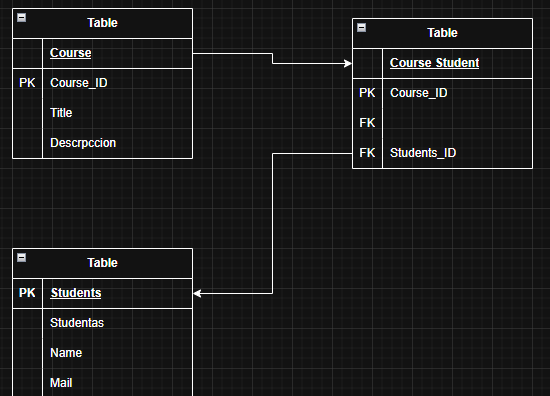 Table
Course
PK Course_ID
Title
Descrpccion
Table
Course Student
PK Course_ID
FK
FK Students_ID
Table
PK Students
Studentas
Name
Mail